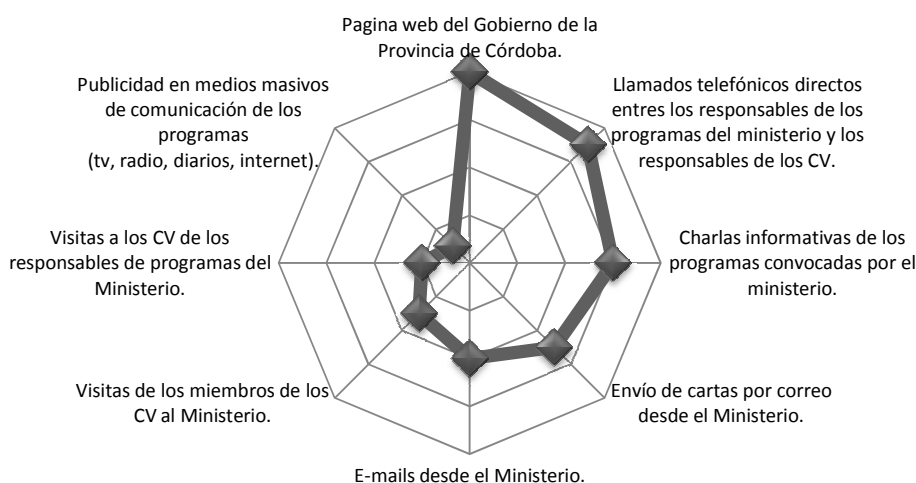 Pagina web del Gobierno de la
Provincia de Córdoba.
Llamados telefónicos directos
entres los responsables de los
programas del ministerio y los
responsables de los CV.
Charlas informativas de los
programas convocadas por el
ministerio.
Envío de cartas por correo
desde el Ministerio.
E-mails desde el Ministerio.
Visitas de los miembros de los
CV al Ministerio.
Visitas a los CV de los
responsables de programas del
Ministerio.
Publicidad en medios masivos
de comunicación de los
programas
(tv, radio, diarios, internet).